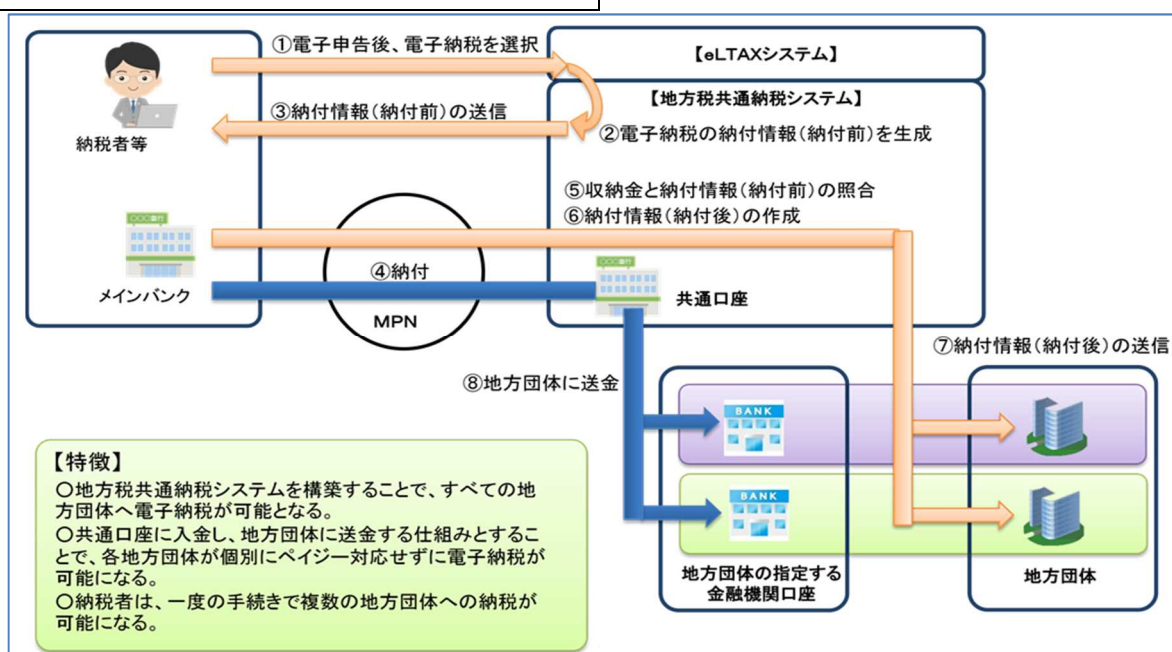 ①電子申告後、電子納税を選択
【eLTAXシステム】
【地方税共通納税システム】
③納付情報(納付前)の送信
②電子納税の納付情報(納付前)を生成
納税者等
⑤収納金と納付情報(納付前)の照合
⑥納付情報(納付後)の作成
〇〇〇銀行
④納付
メインバンク
MPN
〇〇〇銀行
共通口座
⑦納付情報(納付後)の送信
⑧地方団体に送金
BANK
BANK
地方団体の指定する
金融機関口座
地方団体
【特徴】
〇地方税共通納税システムを構築することで、すべての地
方団体へ電子納税が可能となる。
〇共通口座に入金し、地方団体に送金する仕組みとするこ
とで、各地方団体が個別にペイジー対応せずに電子納税が
可能になる。
〇納税者は、一度の手続きで複数の地方団体への納税が
可能になる。